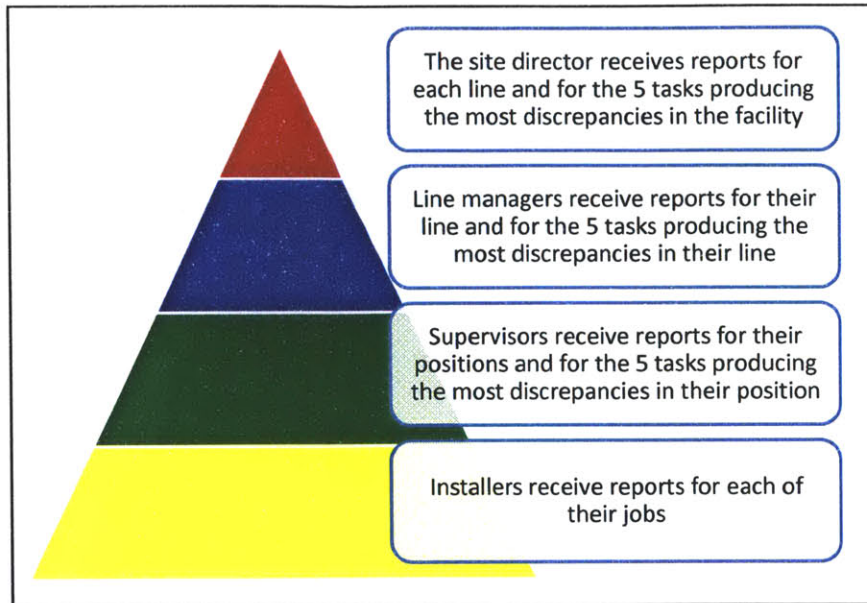 The site director receives reports for
each line and for the 5 tasks producing
the most discrepancies in the facility
Line managers receive reports for their
line and for the 5 tasks producing the
most discrepancies in their line
Supervisors receive reports for their
positions and for the 5 tasks producing
the most discrepancies in their position
Installers receive reports for each of
their jobs